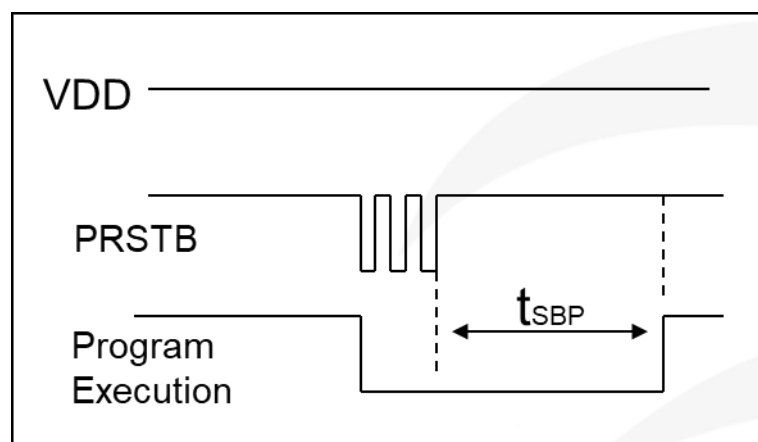 VDD
PRSTB
tSBP
Program
Execution